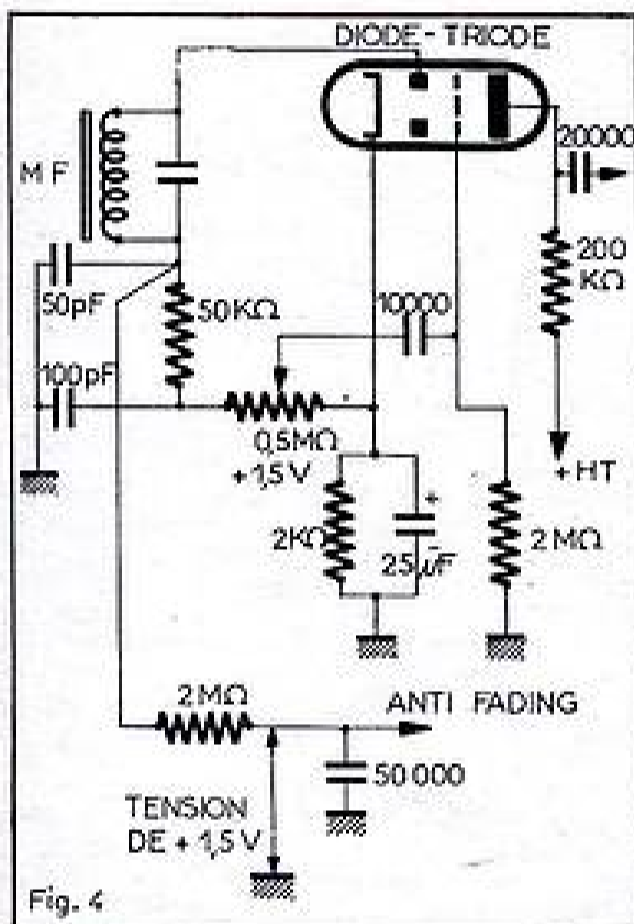 DIODE-TRIODE
20000
MF
200
KΩ
50pF
50KΩ
10000
100pF
0,5MΩ
+1,5V
+HT
+
2KΩ
25µF
2MΩ
2MΩ
ANTI FADING
50000
TENSION
DE + 1,5 V
Fig. 4